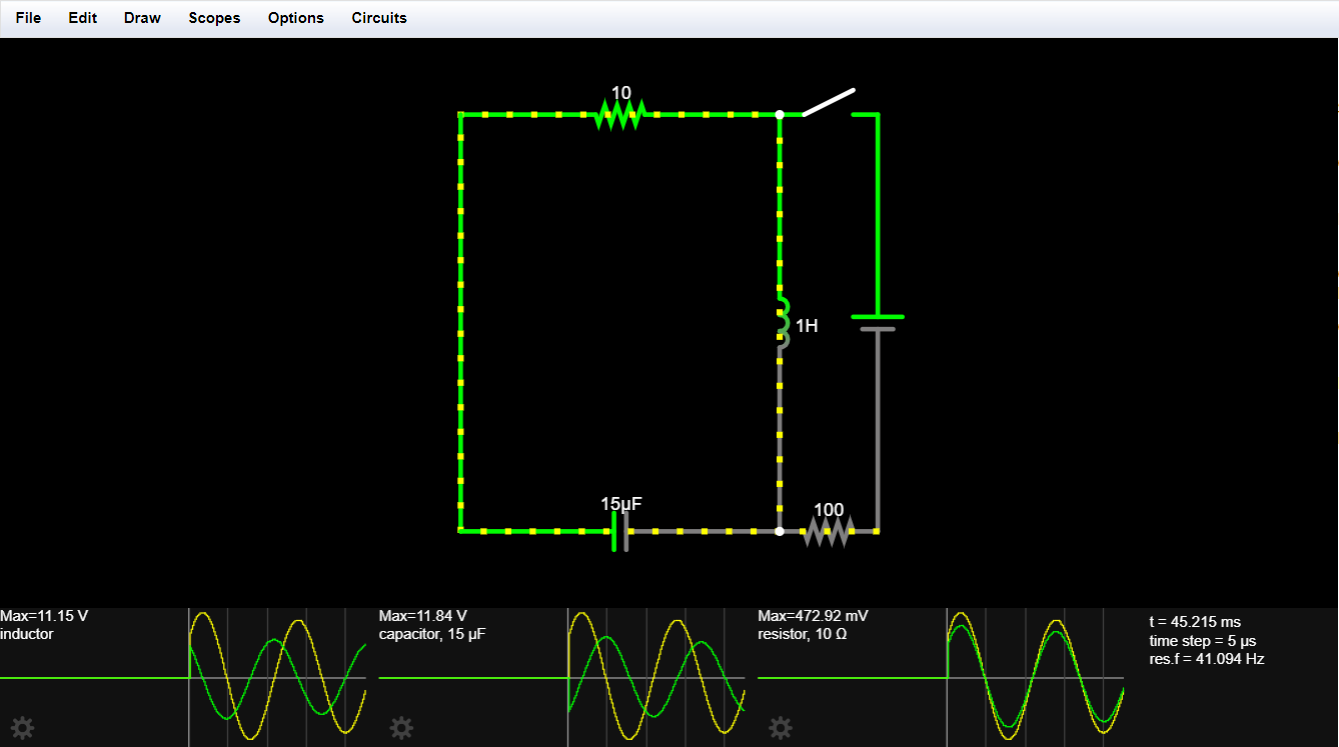 File Edit Draw Scopes Options Circuits
10
1H
15µF
100
Max=11.15 V
inductor
Max=11.84 V
capacitor, 15 µF
Max=472.92 mV
resistor, 10 Ω
t = 45.215 ms
time step = 5 µs
res.f = 41.094 Hz